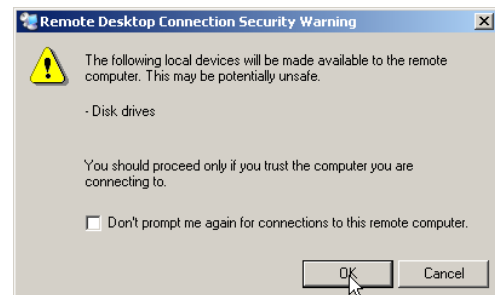 Remote Desktop Connection Security Warning
The following local devices will be made available to the remote
computer. This may be potentially unsafe.
- Disk drives
You should proceed only if you trust the computer you are
connecting to.
Don't prompt me again for connections to this remote computer.
OK Cancel